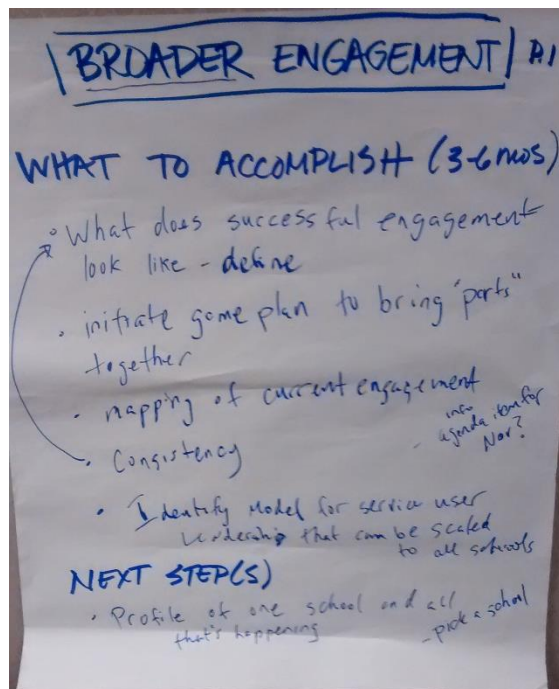 BROADER ENGAGEMENT
WHAT TO ACCOMPLISH (3-6 mos)
• What does successful engagement
look like - define
• initiate game plan to bring "parts"
together
• mapping of current engagement
info
agenda item for
Nov?
• Consistency
• Identify model for service user
leadership that can be scaled
to all schools
NEXT STEP(S)
• Profile of one school and all
that's happening
- pick a school